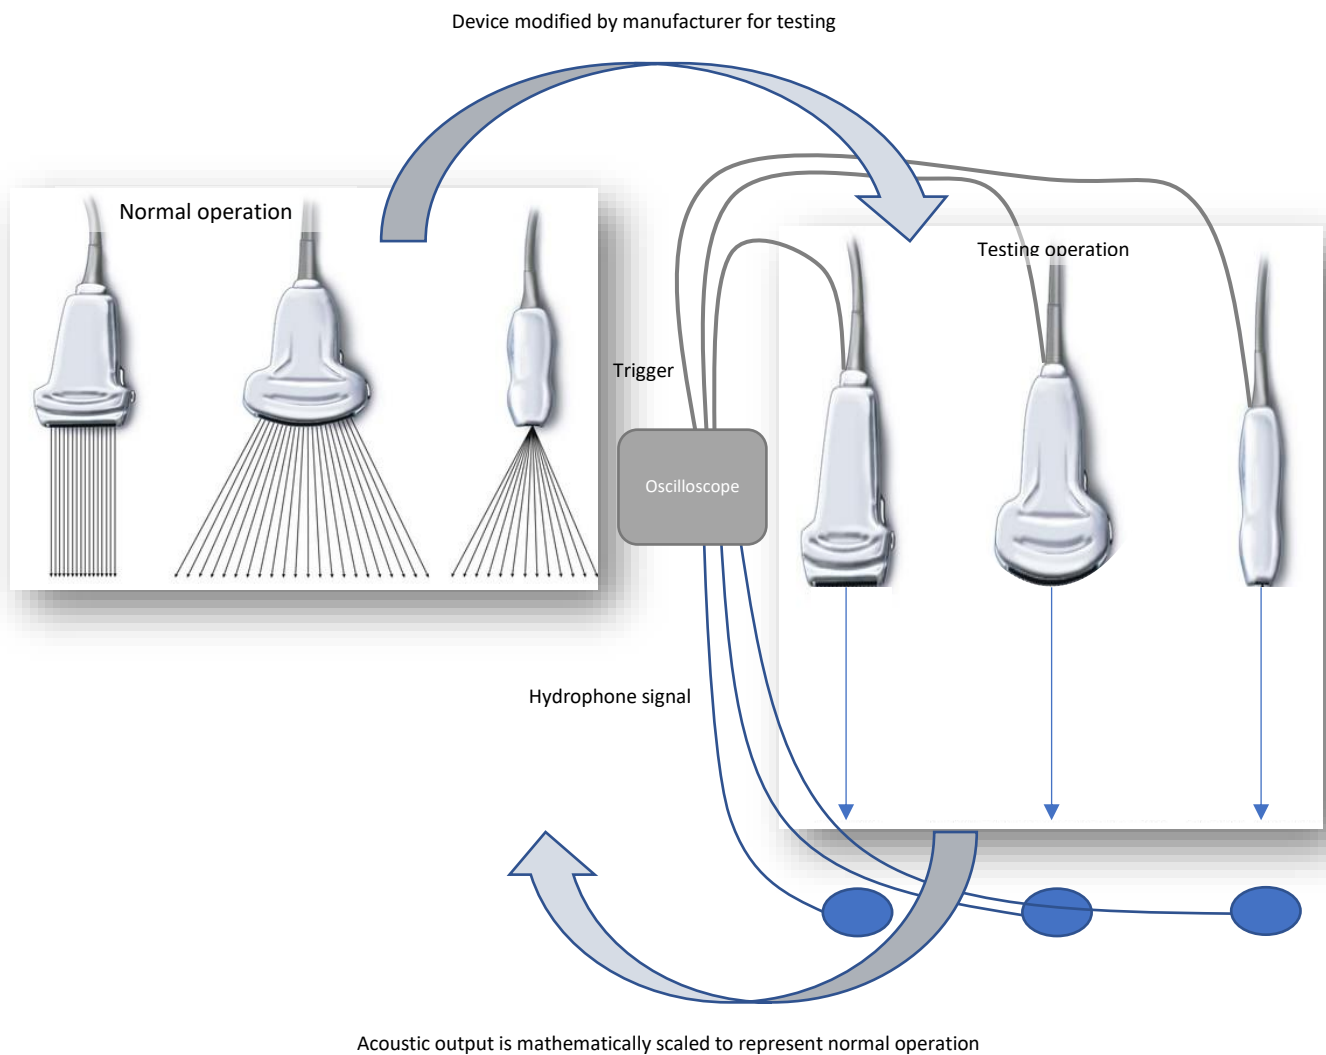 Device modified by manufacturer for testing
Normal operation
Testing operation
Trigger
Oscilloscope
Hydrophone signal
Acoustic output is mathematically scaled to represent normal operation